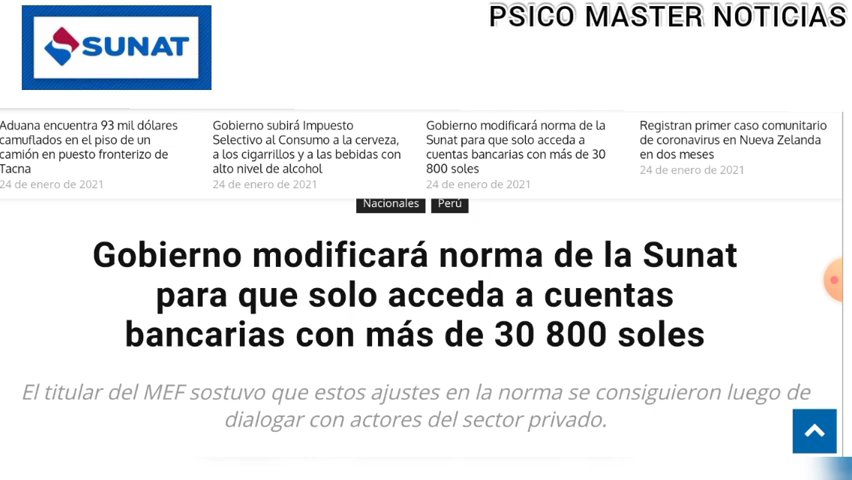 PSICO MASTER NOTICIAS
SUNAT
Aduana encuentra 93 mil dólares
camuflados en el piso de un
camión en puesto fronterizo de
Tacna
24 de enero de 2021
Gobierno subirá Impuesto
Selectivo al Consumo a la cerveza,
a los cigarrillos y a las bebidas con
alto nivel de alcohol
24 de enero de 2021
Gobierno modificará norma de la
Sunat para que solo acceda a
cuentas bancarias con más de 30
800 soles
24 de enero de 2021
Registran primer caso comunitario
de coronavirus en Nueva Zelanda
en dos meses
24 de enero de 2021
Nacionales Perú
Gobierno modificará norma de la Sunat
para que solo acceda a cuentas
bancarias con más de 30 800 soles
El titular del MEF sostuvo que estos ajustes en la norma se consiguieron luego de
dialogar con actores del sector privado.